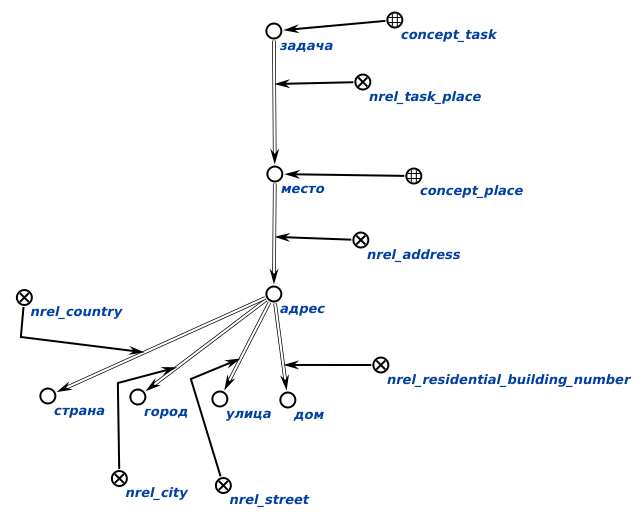 concept_task
задача
nrel_task_place
место
concept_place
nrel_address
адрес
nrel_country
nrel_residential_building_number
страна
город
улица
дом
nrel_city
nrel_street